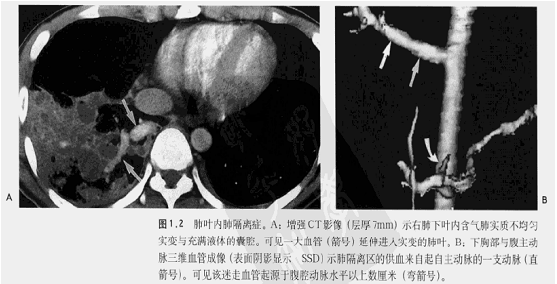 A
B
图1.2 肺叶内肺隔离症。A：增强CT影像（层厚7mm）示右肺下叶内含气肺实质不均匀
实变与充满液体的囊腔。可见一大血管（箭号）延伸进入实变的肺叶。B：下胸部与腹主动
脉三维血管成像（表面阴影显示 SSD）示肺隔离区的供血来自起自主动脉的一支动脉（直
箭号）。可见该迷走血管起源于腹腔动脉水平以上数厘米（弯箭号）。